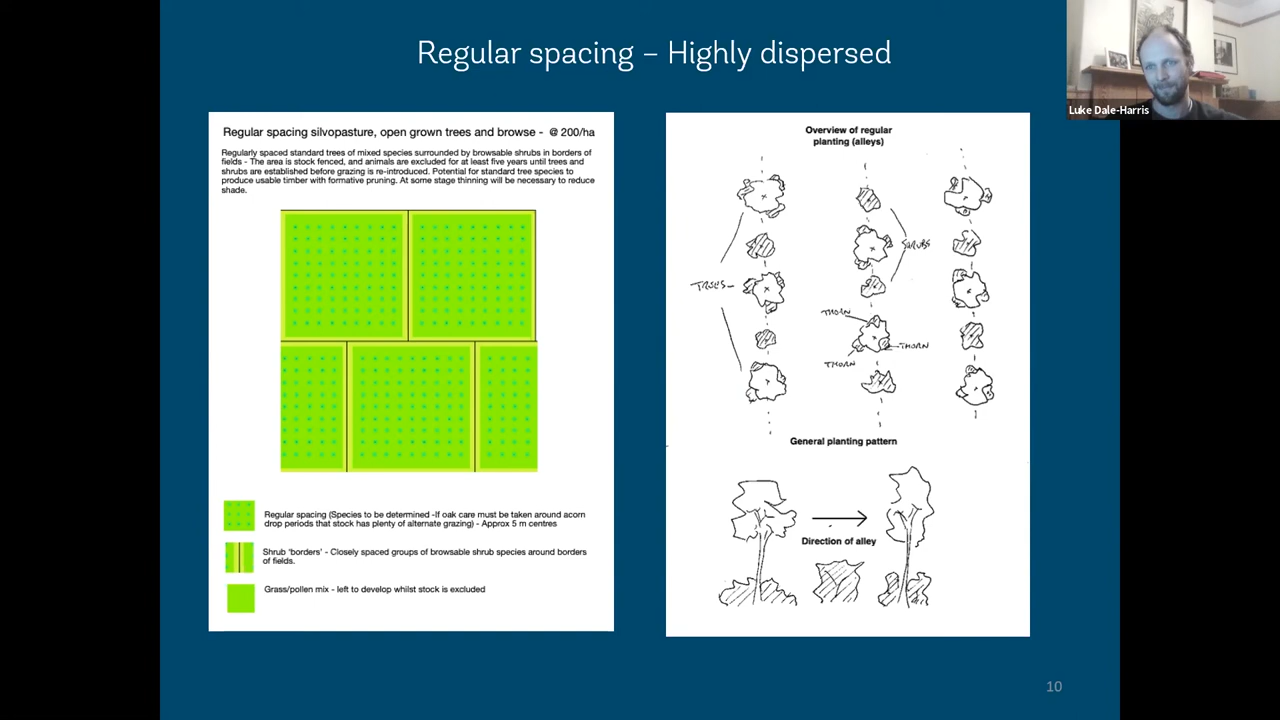 Regular spacing – Highly dispersed
Luke Dale-Harris
Regular spacing silvopasture, open grown trees and browse - @ 200/ha
Regularly spaced standard trees of mixed species surrounded by browsable shrubs in borders of
fields - The area is stock fenced, and animals are excluded for at least five years until trees and
shrubs are established before grazing is re-introduced. Potential for standard tree species to
produce usable timber with formative pruning. At some stage thinning will be necessary to reduce
shade.
Regular spacing (Species to be determined -If oak care must be taken around acorn
drop periods that stock has plenty of alternate grazing) - Approx 5 m centres
Shrub 'borders' - Closely spaced groups of browsable shrub species around borders
of fields.
Grass/pollen mix - left to develop whilst stock is excluded
Overview of regular
planting (alleys)
SHRUBS
TREES
THORN
THORN
THORN
General planting pattern
Direction of alley
10